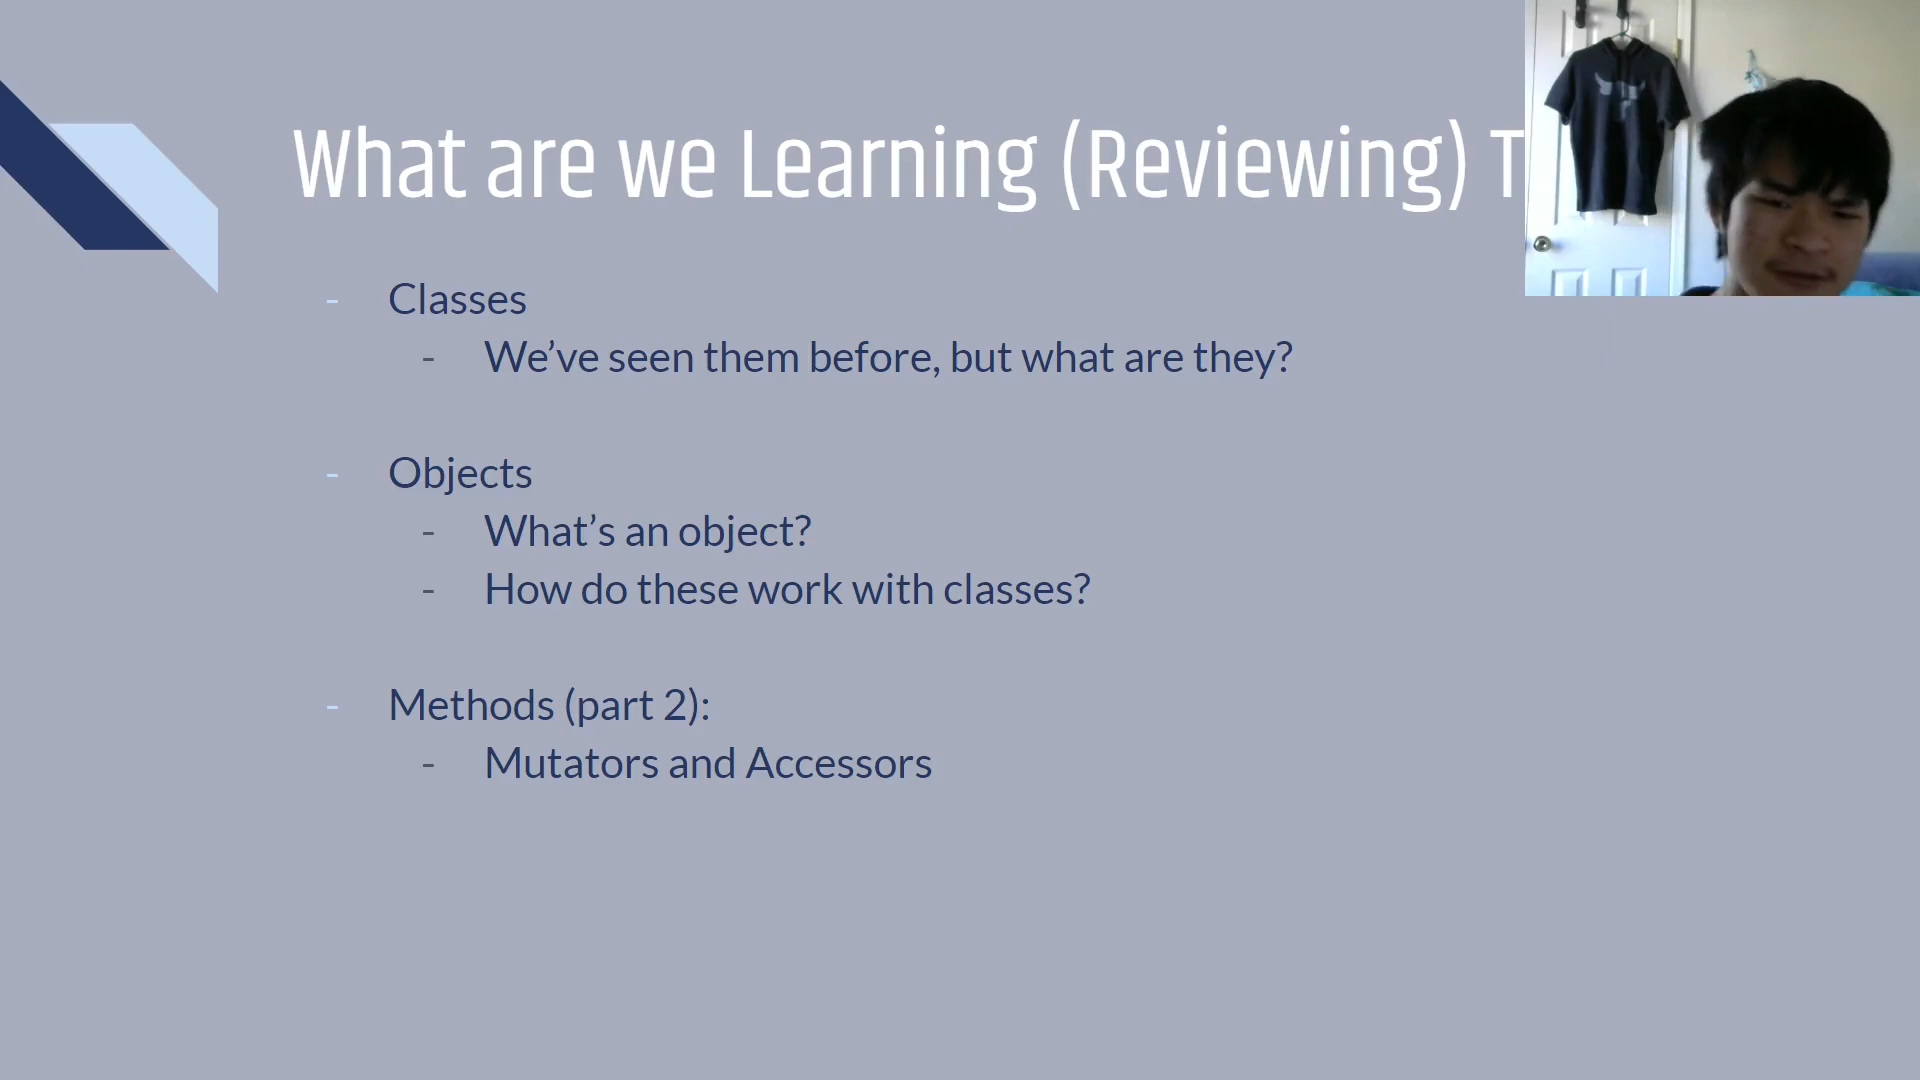 What are we Learning (Reviewing)
- Classes
- We’ve seen them before, but what are they?
- Objects
- What’s an object?
- How do these work with classes?
- Methods (part 2):
- Mutators and Accessors